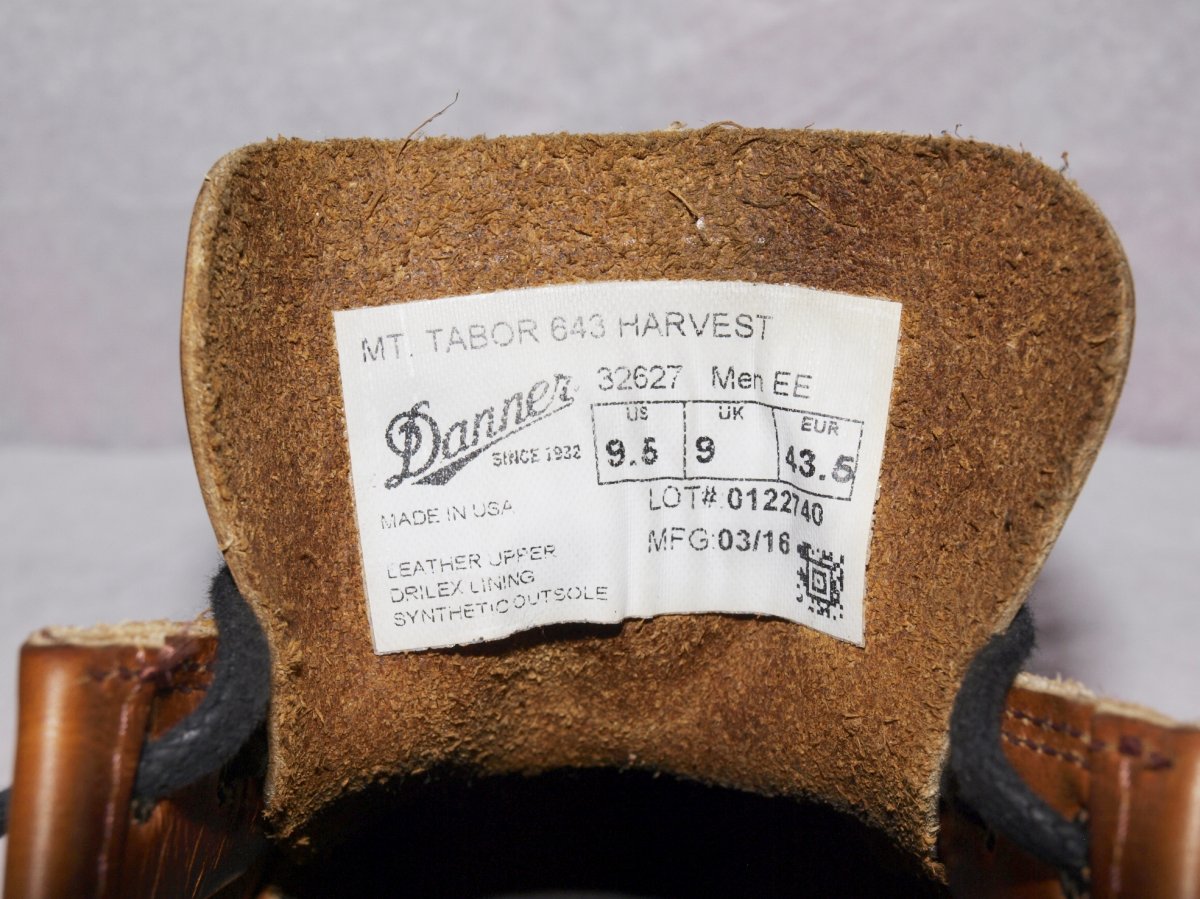 MT. TABOR 643 HARVEST
32627 Men EE
Danner
SINCE 1932
US UK EUR
9.5 9 43.5
MADE IN USA
LOT#:0122740
MFG:03/16
LEATHER UPPER
DRILEX LINING
SYNTHETIC OUTSOLE